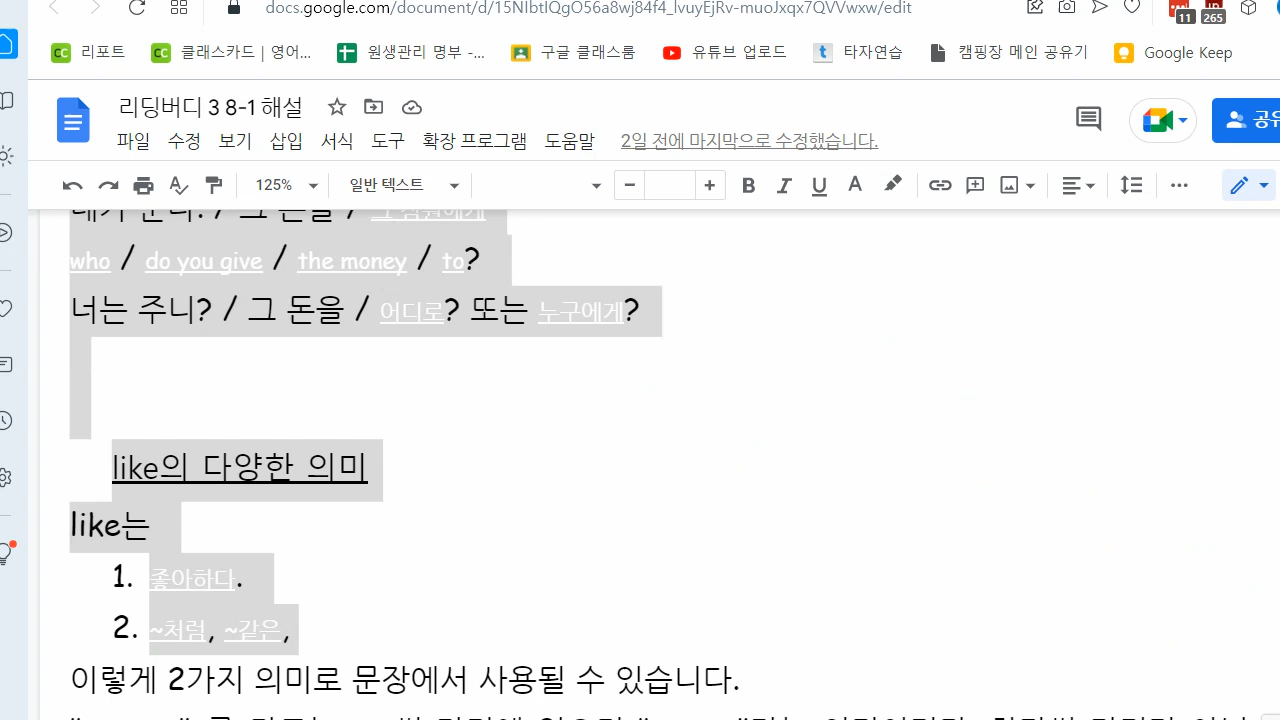 docs.google.com/document/d/15NIbtIQgO56a8wj84f4_lvuyEjRv-muoJxqx7QVVwxw/edit
11 265
리포트 클래스카드 | 영어... 원생관리 명부 -... 구글 클래스룸 유튜브 업로드 타자연습 캠핑장 메인 공유기 Google Keep
리딩버디 3 8-1 해설
파일 수정 보기 삽입 서식 도구 확장 프로그램 도움말 2일 전에 마지막으로 수정했습니다.
공유
125% 일반 텍스트
그 돈을 /
who / do you give / the money / to?
너는 주니? / 그 돈을 / 어디로? 또는 누구에게?
like의 다양한 의미
like는
1. 좋아하다.
2. ~처럼, ~같은,
이렇게 2가지 의미로 문장에서 사용될 수 있습니다.